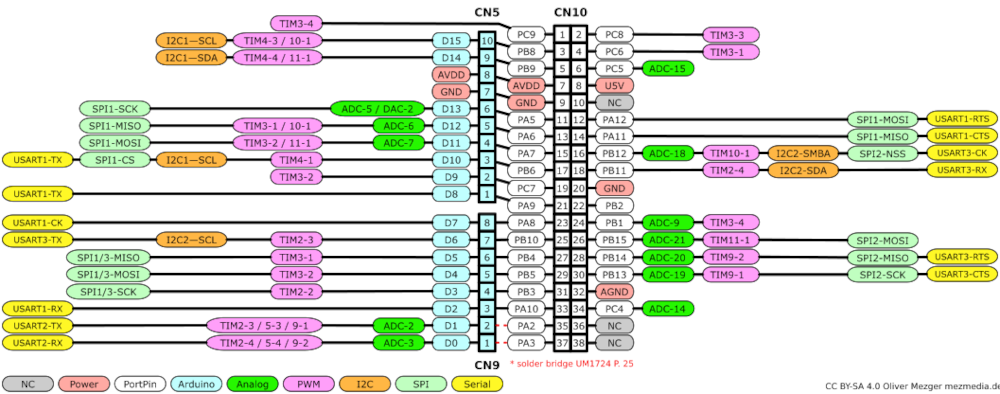 CN5 CN10
TIM3-4 PC9 1 2 PC8 TIM3-3
I2C1—SCL TIM4-3 / 10-1 D15 10 PB8 3 4 PC6 TIM3-1
I2C1—SDA TIM4-4 / 11-1 D14 9 PB9 5 6 PC5 ADC-15
AVDD 8 AVDD 7 8 U5V
GND 7 GND 9 10 NC
SPI1-SCK ADC-5 / DAC-2 D13 6 PA5 11 12 PA12 SPI1-MOSI USART1-RTS
SPI1-MISO TIM3-1 / 10-1 ADC-6 D12 5 PA6 13 14 PA11 SPI1-MISO USART1-CTS
SPI1-MOSI TIM3-2 / 11-1 ADC-7 D11 4 PA7 15 16 PB12 ADC-18 TIM10-1 I2C2-SMBA SPI2-NSS USART3-CK
USART1-TX SPI1-CS I2C1—SCL TIM4-1 D10 3 PB6 17 18 PB11 TIM2-4 I2C2-SDA USART3-RX
TIM3-2 D9 2 PC7 19 20 GND
USART1-TX D8 1 PA9 21 22 PB2
USART1-CK D7 8 PA8 23 24 PB1 ADC-9 TIM3-4
USART3-TX I2C2—SCL TIM2-3 D6 7 PB10 25 26 PB15 ADC-21 TIM11-1 SPI2-MOSI
SPI1/3-MISO TIM3-1 D5 6 PB4 27 28 PB14 ADC-20 TIM9-2 SPI2-MISO USART3-RTS
SPI1/3-MOSI TIM3-2 D4 5 PB5 29 30 PB13 ADC-19 TIM9-1 SPI2-SCK USART3-CTS
SPI1/3-SCK TIM2-2 D3 4 PB3 31 32 AGND
USART1-RX D2 3 PA10 33 34 PC4 ADC-14
USART2-TX TIM2-3 / 5-3 / 9-1 ADC-2 D1 2 PA2 35 36 NC
USART2-RX TIM2-4 / 5-4 / 9-2 ADC-3 D0 1 PA3 37 38 NC
CN9 * solder bridge UM1724 P. 25
NC Power PortPin Arduino Analog PWM I2C SPI Serial
CC BY-SA 4.0 Oliver Mezger mezmedia.de